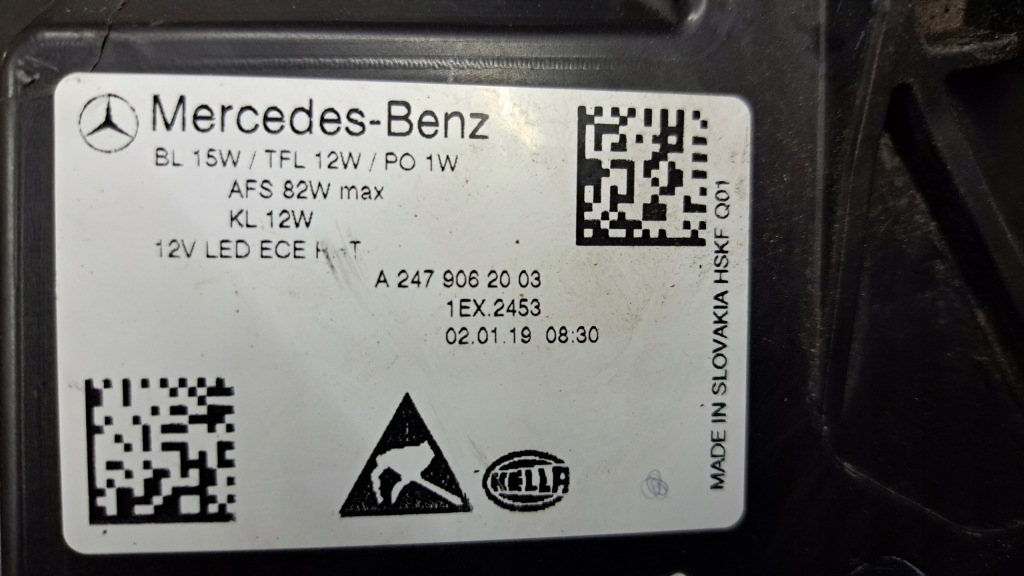 Mercedes-Benz
BL 15W / TFL 12W / PO 1W
AFS 82W max
KL 12W
12V LED ECE
A 247 906 20 03
1EX.2453
02.01.19 08:30
HELLA
MADE IN SLOVAKIA HSKF Q01